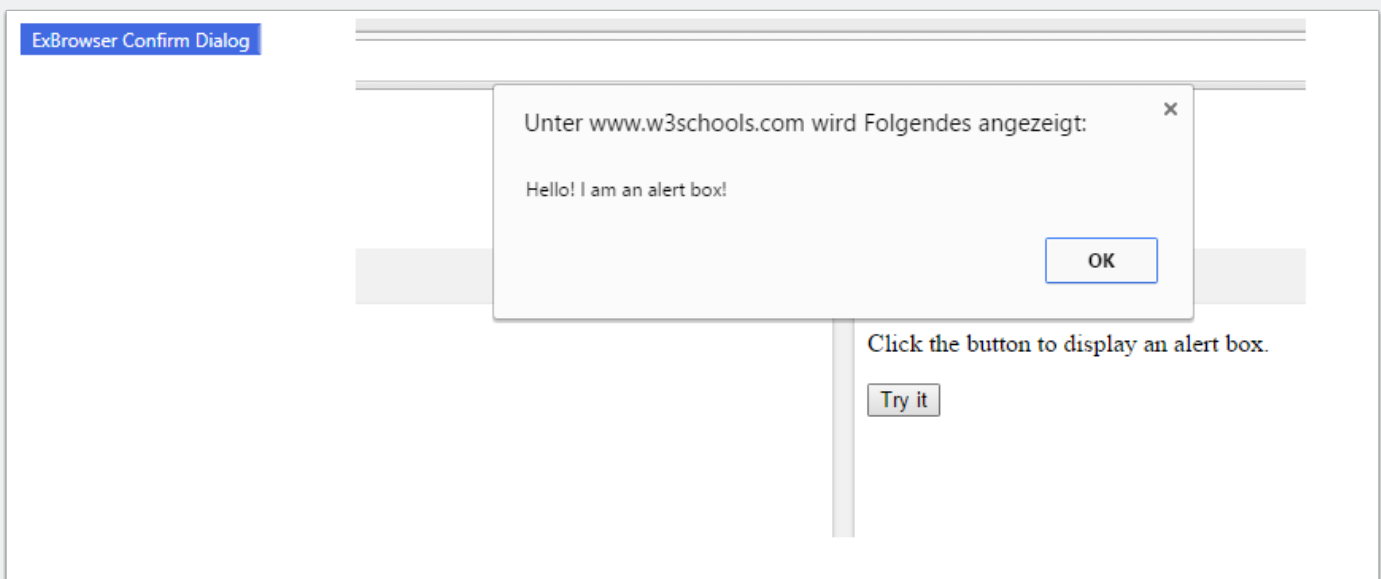 ExBrowser Confirm Dialog
Unter www.w3schools.com wird Folgendes angezeigt:
Hello! I am an alert box!
OK
Click the button to display an alert box.
Try it